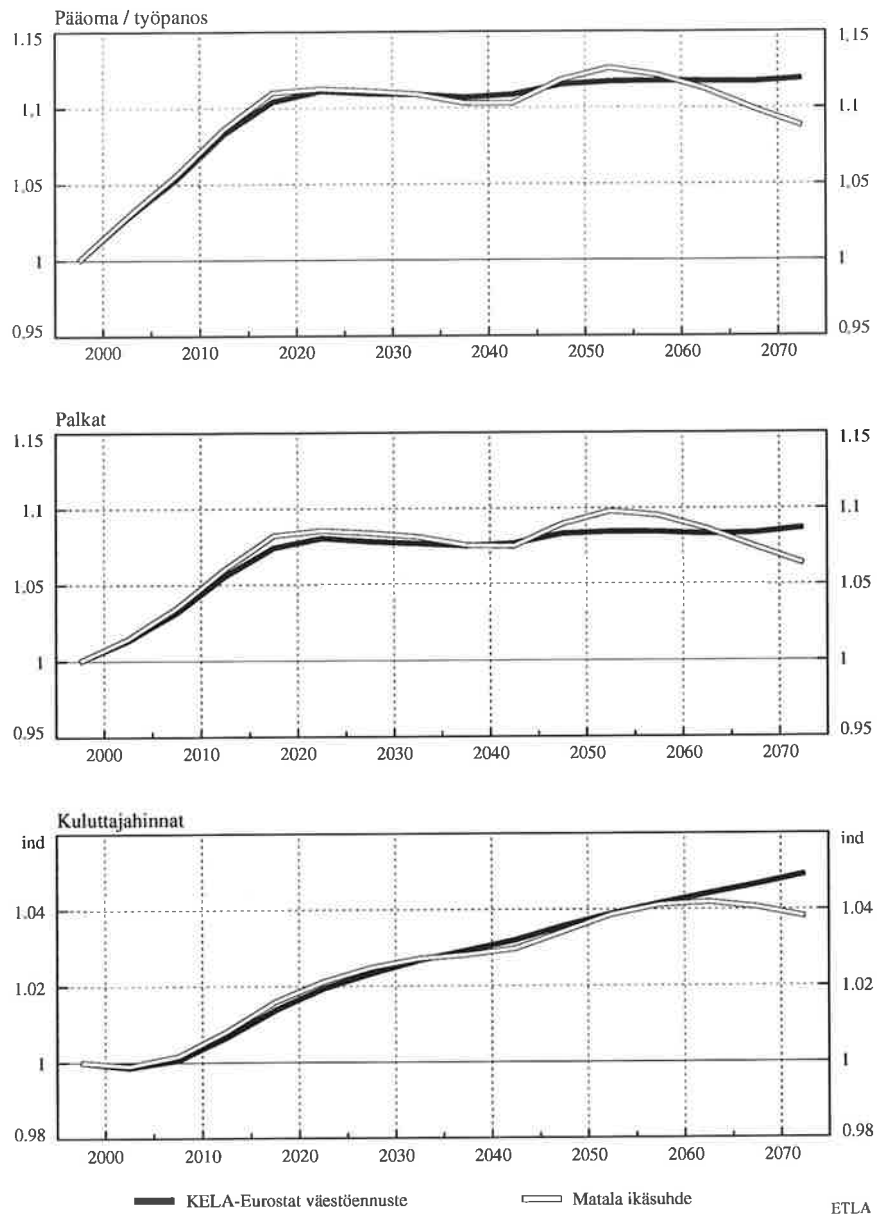 Pääoma / työpanos
1.15 1,15
1.1 1.1
1.05 1,05
1 1
0,95 0,95
2000 2010 2020 2030 2040 2050 2060 2070
Palkat
1.15 1.15
1.1 1.1
1.05 1.05
1 1
0.95 0.95
2000 2010 2020 2030 2040 2050 2060 2070
Kuluttajahinnat
ind ind
1.04 1.04
1.02 1.02
1 1
0.98 0.98
2000 2010 2020 2030 2040 2050 2060 2070
KELA-Eurostat väestöennuste Matala ikäsuhde
ETLA